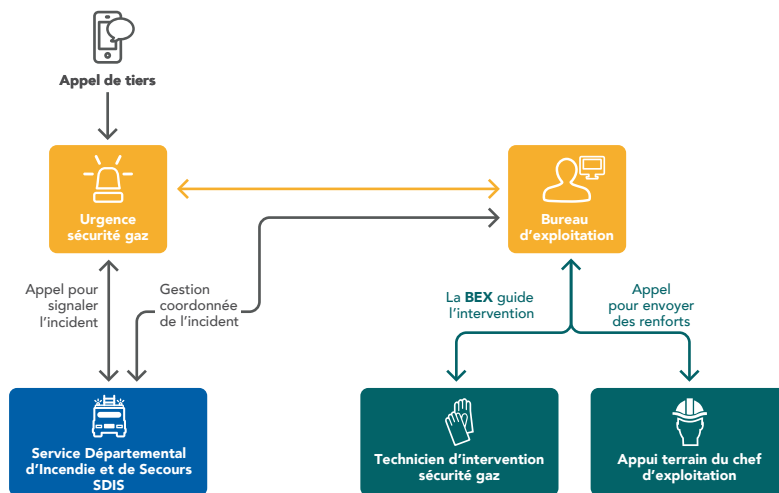 Appel de tiers
Urgence
sécurité gaz
Bureau
d'exploitation
Appel pour
signaler
l'incident
Gestion
coordonnée
de l'incident
La BEX guide
l'intervention
Appel
pour envoyer
des renforts
Service Départemental
d'Incendie et de Secours
SDIS
Technicien d'intervention
sécurité gaz
Appui terrain du chef
d'exploitation